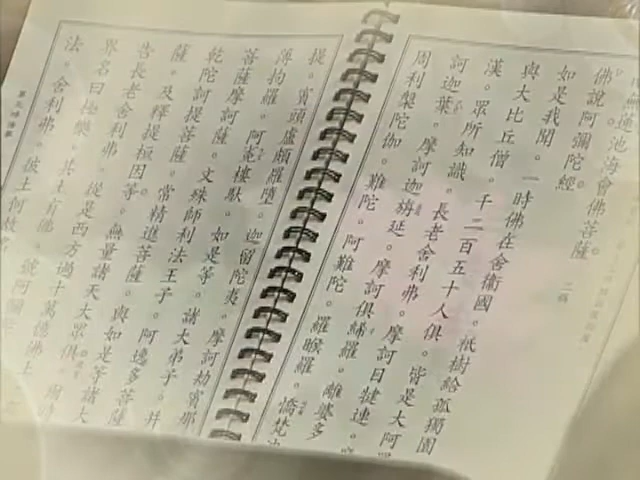 蓮池海會佛菩薩。
佛說阿彌陀經
如是我聞。一時佛在舍衞國。祇樹給孤獨園
與大比丘僧。千二百五十人俱。皆是大阿
漢。眾所知識。長老舍利弗。摩訶目犍連。
訶迦葉。摩訶迦旃延。摩訶俱絺羅。離婆多
周利槃陀伽。難陀。阿難陀。羅睺羅。憍梵
提。賓頭盧頗羅墮。迦留陀夷。摩訶劫賓那
薄拘羅。阿㝹樓馱。如是等。諸大弟子。并
菩薩摩訶薩。文殊師利法王子。阿逸多菩薩
乾陀訶提菩薩。常精進菩薩。與如是等諸大
薩。及釋提桓因等。無量諸天大眾俱。
告長老舍利弗。從是西方過十萬億佛土
界名曰極樂。其土有佛。號阿彌陀
法。舍利弗。彼土何故